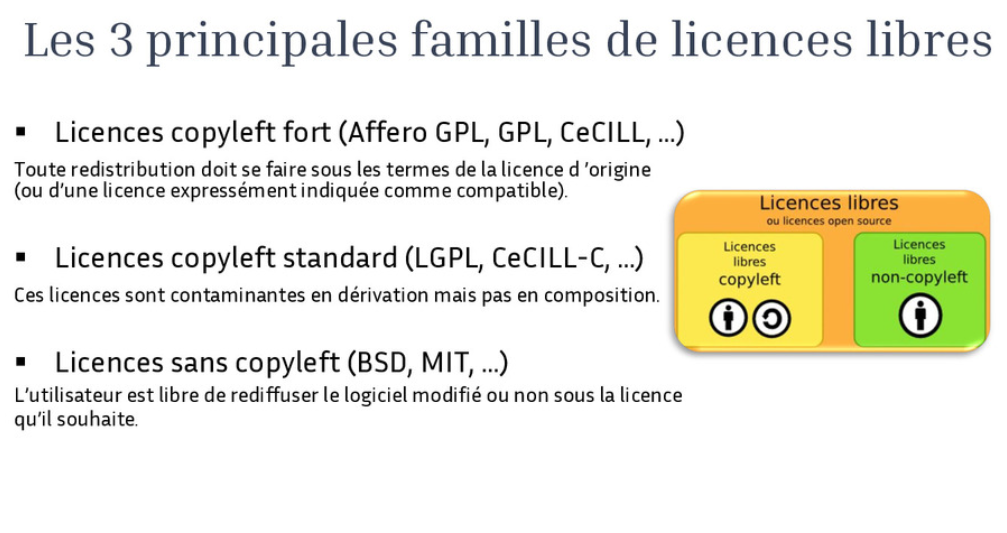 Les 3 principales familles de licences libres
▪ Licences copyleft fort (Affero GPL, GPL, CeCILL, ...)
Toute redistribution doit se faire sous les termes de la licence d 'origine
(ou d'une licence expressément indiquée comme compatible).
▪ Licences copyleft standard (LGPL, CeCILL-C, ...)
Ces licences sont contaminantes en dérivation mais pas en composition.
▪ Licences sans copyleft (BSD, MIT, ...)
L'utilisateur est libre de rediffuser le logiciel modifié ou non sous la licence
qu'il souhaite.
Licences libres
ou licences open source
Licences
libres
copyleft
Licences
libres
non-copyleft